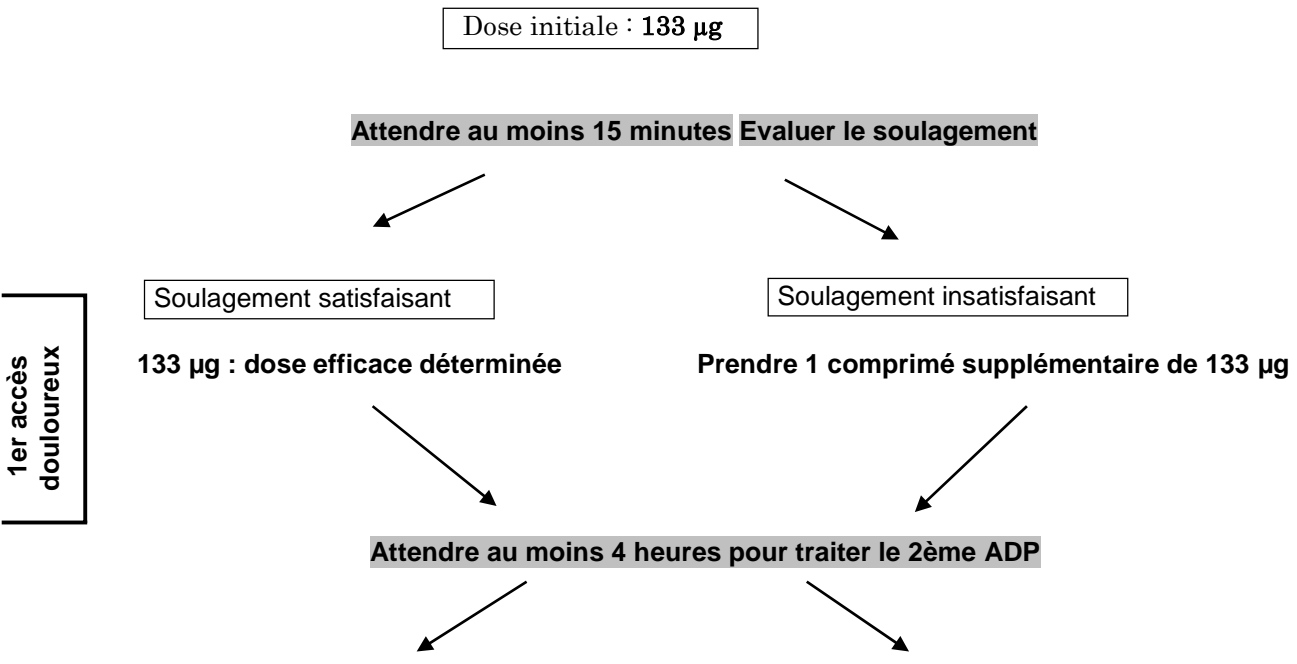 Dose initiale : 133 µg
Attendre au moins 15 minutes Evaluer le soulagement
Soulagement satisfaisant
Soulagement insatisfaisant
1er accès
douloureux
133 µg : dose efficace déterminée
Prendre 1 comprimé supplémentaire de 133 µg
Attendre au moins 4 heures pour traiter le 2ème ADP